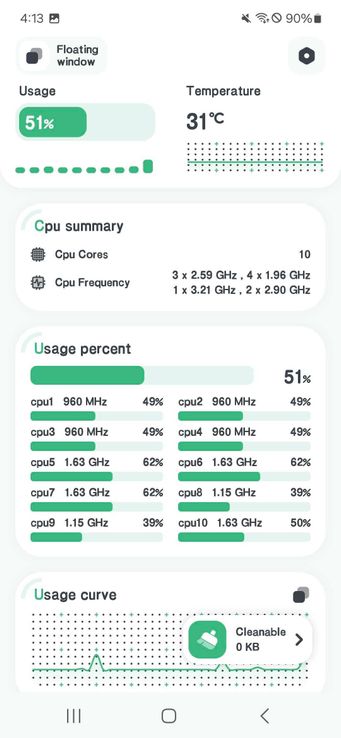 4:13 90%
Floating
window
Usage
51%
Temperature
31°C
Cpu summary
Cpu Cores 10
Cpu Frequency 3 x 2.59 GHz , 4 x 1.96 GHz
1 x 3.21 GHz , 2 x 2.90 GHz
Usage percent
51%
cpu1 960 MHz 49% cpu2 960 MHz 49%
cpu3 960 MHz 49% cpu4 960 MHz 49%
cpu5 1.63 GHz 62% cpu6 1.63 GHz 62%
cpu7 1.63 GHz 62% cpu8 1.15 GHz 39%
cpu9 1.15 GHz 39% cpu10 1.63 GHz 50%
Usage curve
Cleanable
0 KB